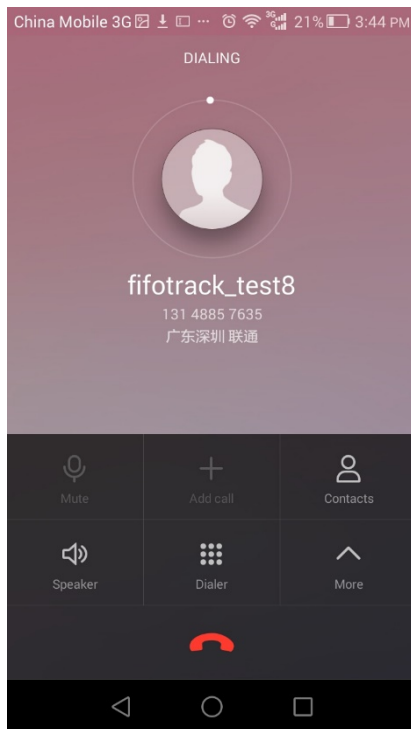 China Mobile 3G 3G G 21% 3:44 PM
DIALING
fifotrack_test8
131 4885 7635
广东深圳 联通
Mute Add call Contacts
Speaker Dialer More